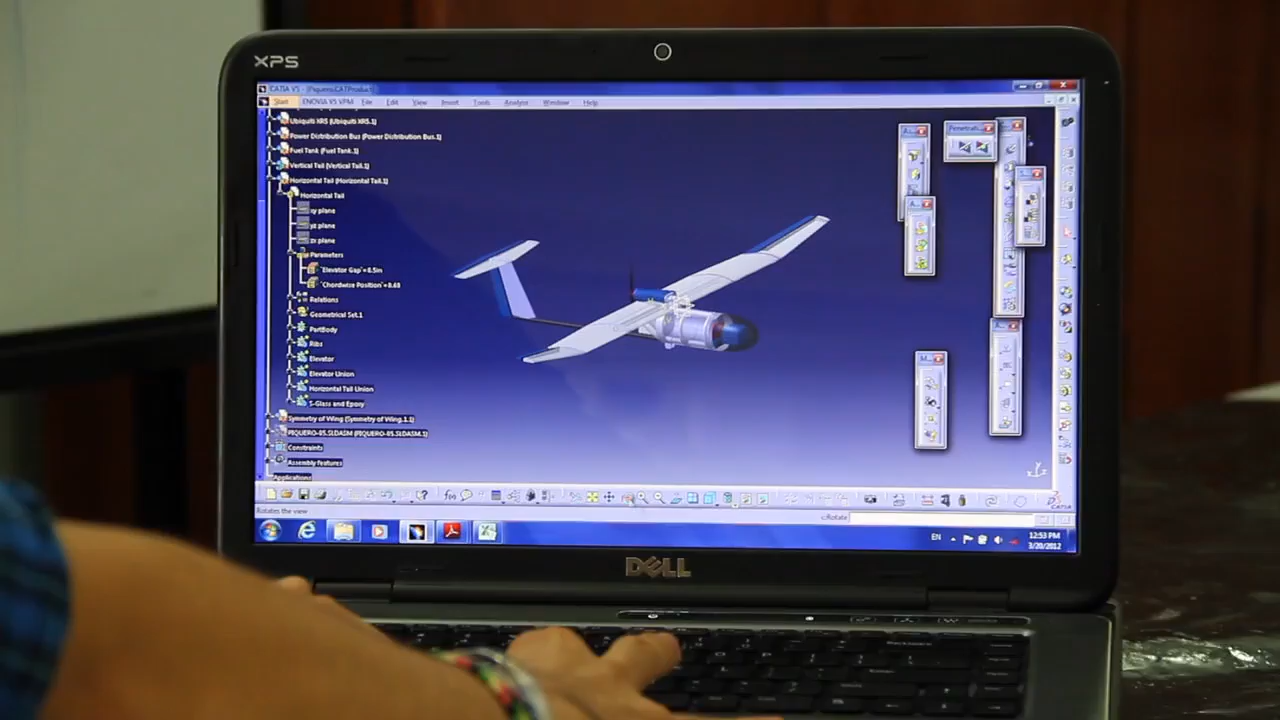 XPS
CATIA V5 - [Piquero.CATProduct]
Start ENOVIA V5 VPM File Edit View Insert Tools Analyze Window Help
Ubiquiti XR5 (Ubiquiti XR5.1)
Power Distribution Bus (Power Distribution Bus.1)
Fuel Tank (Fuel Tank.1)
Vertical Tail (Vertical Tail.1)
Horizontal Tail (Horizontal Tail.1)
Horizontal Tail
xy plane
yz plane
zx plane
Parameters
`Elevator Gap`=0.5in
`Chordwise Position`=0.68
Relations
Geometrical Set.1
PartBody
Ribs
Elevator
Elevator Union
Horizontal Tail Union
S-Glass and Epoxy
Symmetry of Wing (Symmetry of Wing.1.1)
PIQUERO-05.SLDASM (PIQUERO-05.SLDASM.1)
Constraints
Assembly features
Applications
Rotates the view
c:Rotate
EN
12:53 PM
3/20/2012
DELL